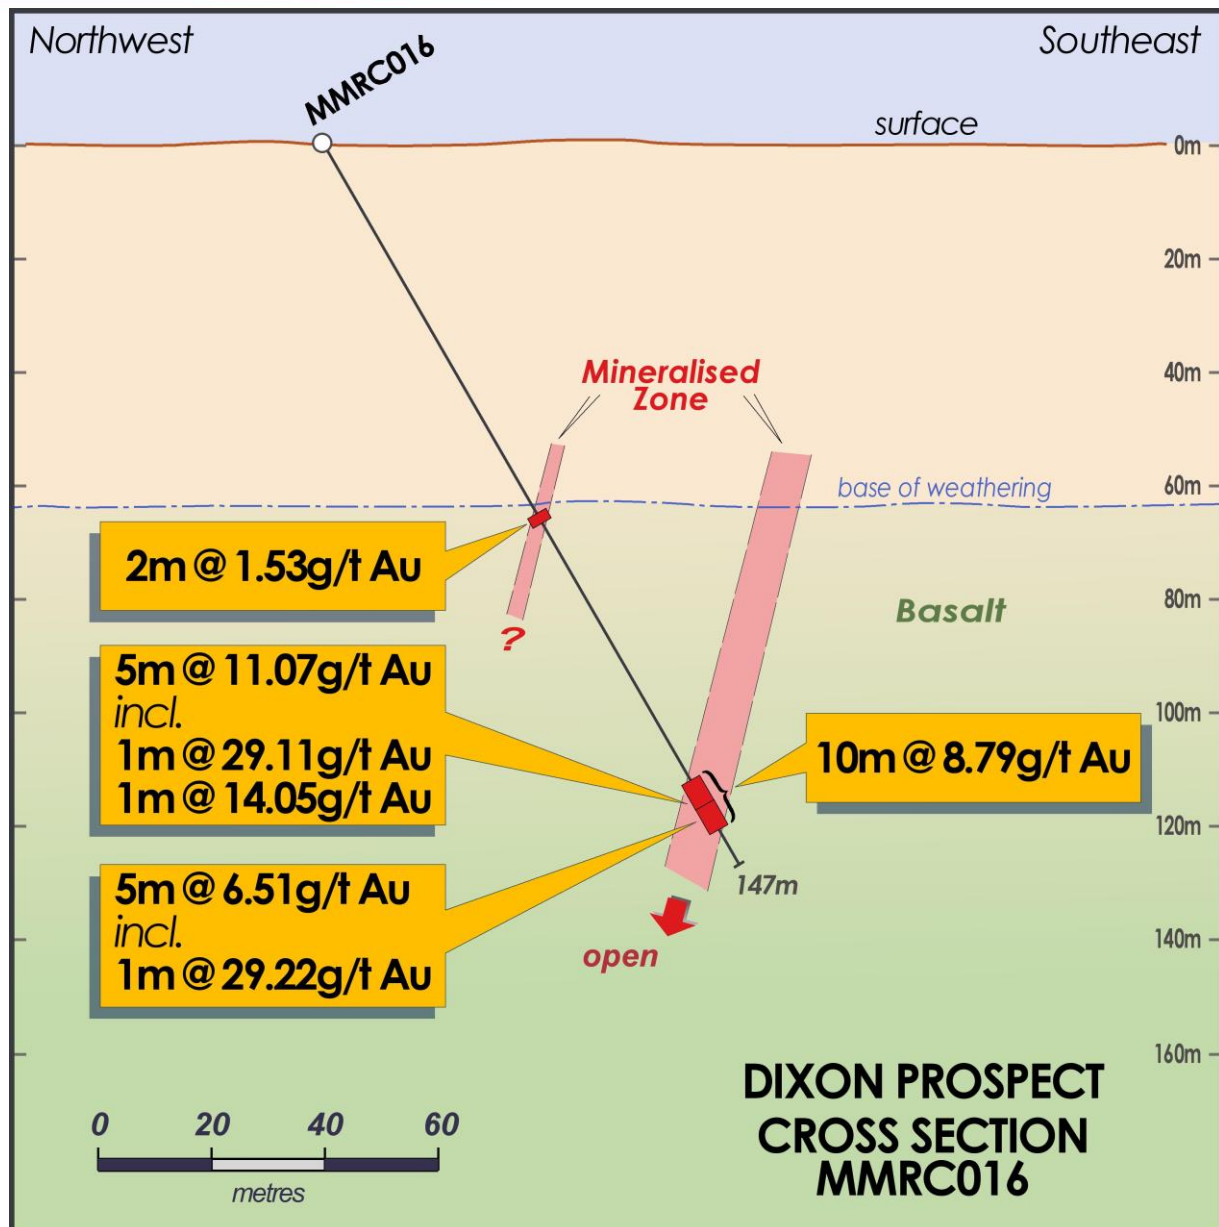 Northwest
Southeast
MMRC016
surface
0m
20m
40m
Mineralised
Zone
60m
base of weathering
2m @ 1.53g/t Au
80m
Basalt
?
5m @ 11.07g/t Au
incl.
1m @ 29.11g/t Au
1m @ 14.05g/t Au
100m
10m @ 8.79g/t Au
120m
147m
5m @ 6.51g/t Au
incl.
1m @ 29.22g/t Au
140m
open
160m
DIXON PROSPECT
CROSS SECTION
MMRC016
0 20 40 60
metres